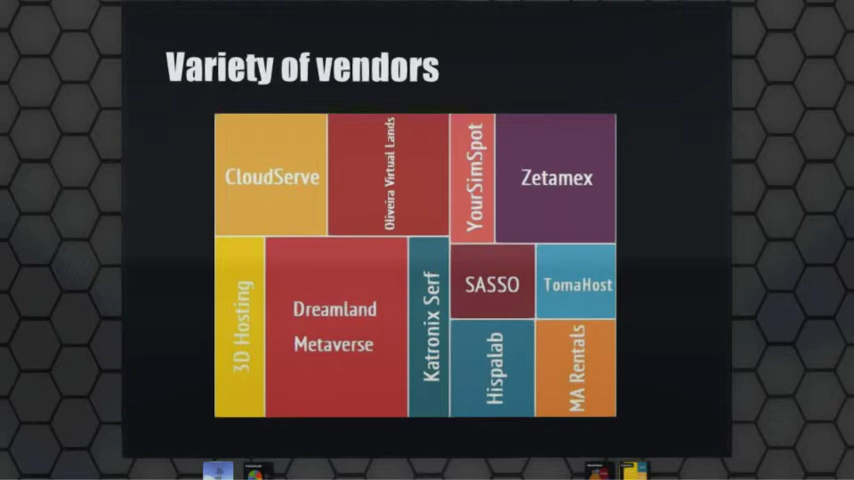 Variety of vendors
CloudServe
Oliveira Virtual Lands
YourSimSpot
Zetamex
3D Hosting
Dreamland
Metaverse
Katronix Serf
SASSO
TomaHost
Hispalab
MA Rentals